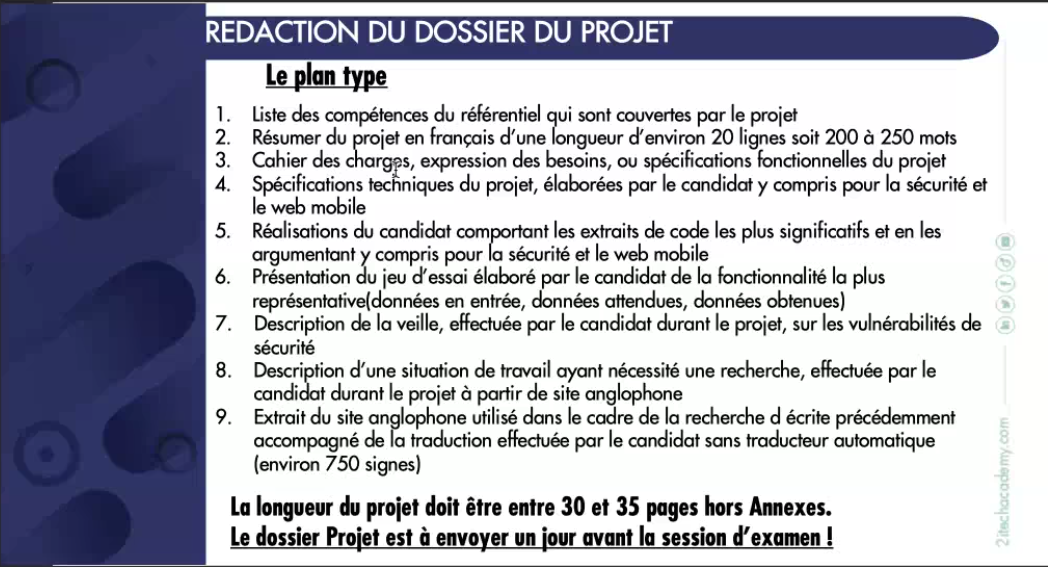 REDACTION DU DOSSIER DU PROJET
Le plan type
1. Liste des compétences du référentiel qui sont couvertes par le projet
2. Résumer du projet en français d'une longueur d'environ 20 lignes soit 200 à 250 mots
3. Cahier des charges, expression des besoins, ou spécifications fonctionnelles du projet
4. Spécifications techniques du projet, élaborées par le candidat y compris pour la sécurité et
le web mobile
5. Réalisations du candidat comportant les extraits de code les plus significatifs et en les
argumentant y compris pour la sécurité et le web mobile
6. Présentation du jeu d'essai élaboré par le candidat de la fonctionnalité la plus
représentative(données en entrée, données attendues, données obtenues)
7. Description de la veille, effectuée par le candidat durant le projet, sur les vulnérabilités de
sécurité
8. Description d'une situation de travail ayant nécessité une recherche, effectuée par le
candidat durant le projet à partir de site anglophone
9. Extrait du site anglophone utilisé dans le cadre de la recherche d écrite précédemment
accompagné de la traduction effectuée par le candidat sans traducteur automatique
(environ 750 signes)
La longueur du projet doit être entre 30 et 35 pages hors Annexes.
Le dossier Projet est à envoyer un jour avant la session d'examen !
2itechacademy.com